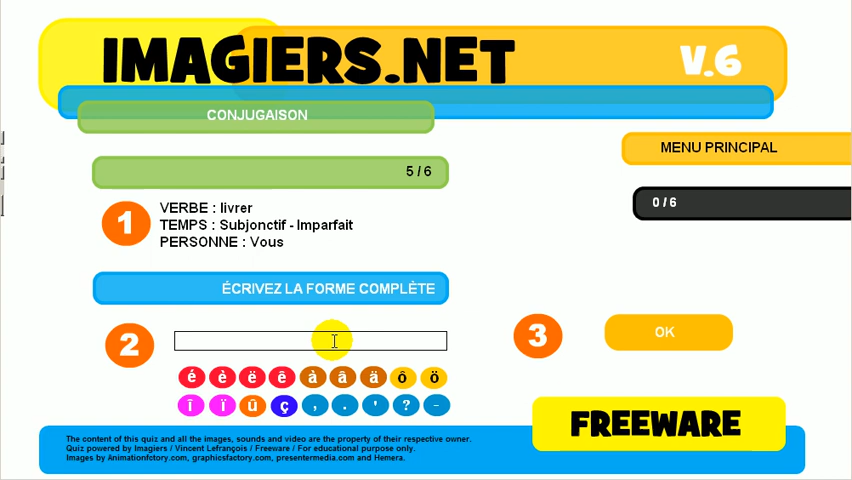 IMAGIERS.NET
V.6
CONJUGAISON
MENU PRINCIPAL
5 / 6
0 / 6
1
VERBE : livrer
TEMPS : Subjonctif - Imparfait
PERSONNE : Vous
ÉCRIVEZ LA FORME COMPLÈTE
2
3
OK
é è ë ê à â ä ô ö
î ï û ç , . ' ? -
FREEWARE
The content of this quiz and all the images, sounds and video are the property of their respective owner.
Quiz powered by Imagiers / Vincent Lefrançois / Freeware / For educational purpose only.
Images by Animationfctory.com, graphicsfactory.com, presentermedia.com and Hemera.